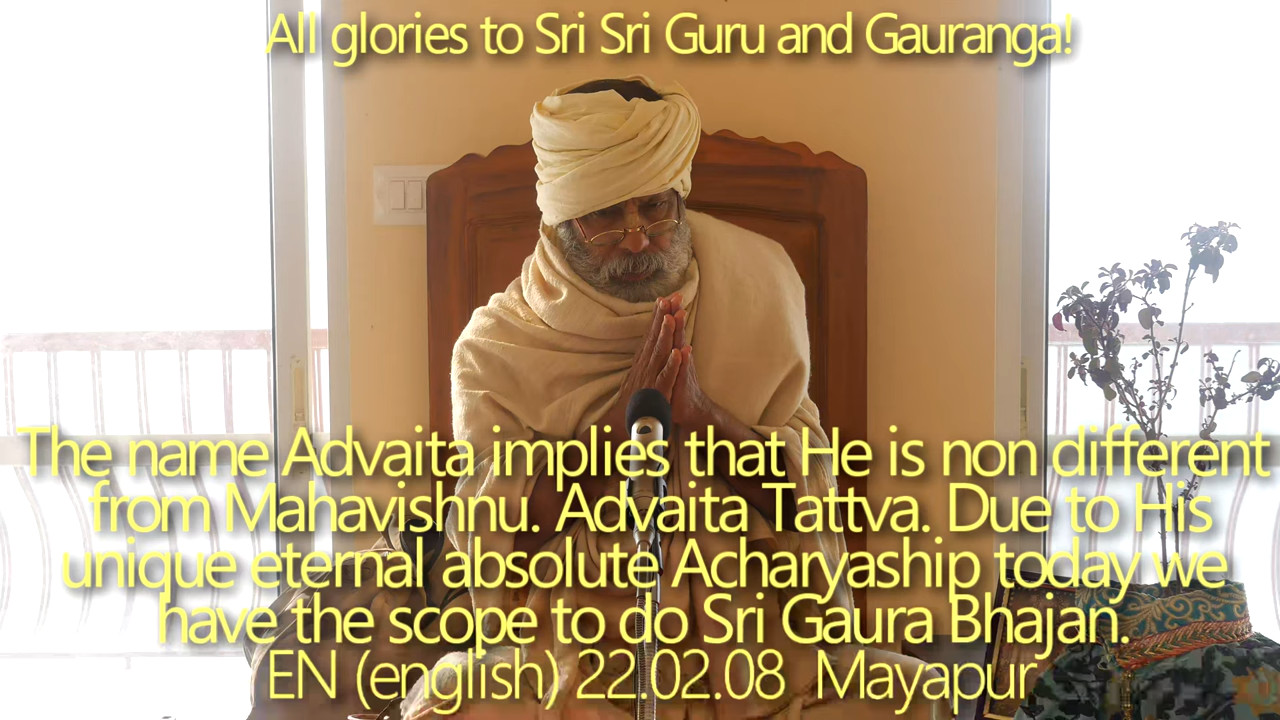 All glories to Sri Sri Guru and Gauranga!
The name Advaita implies that He is non different
from Mahavishnu. Advaita Tattva. Due to His
unique eternal absolute Acharyaship today we
have the scope to do Sri Gaura Bhajan.
EN (english) 22.02.08 Mayapur